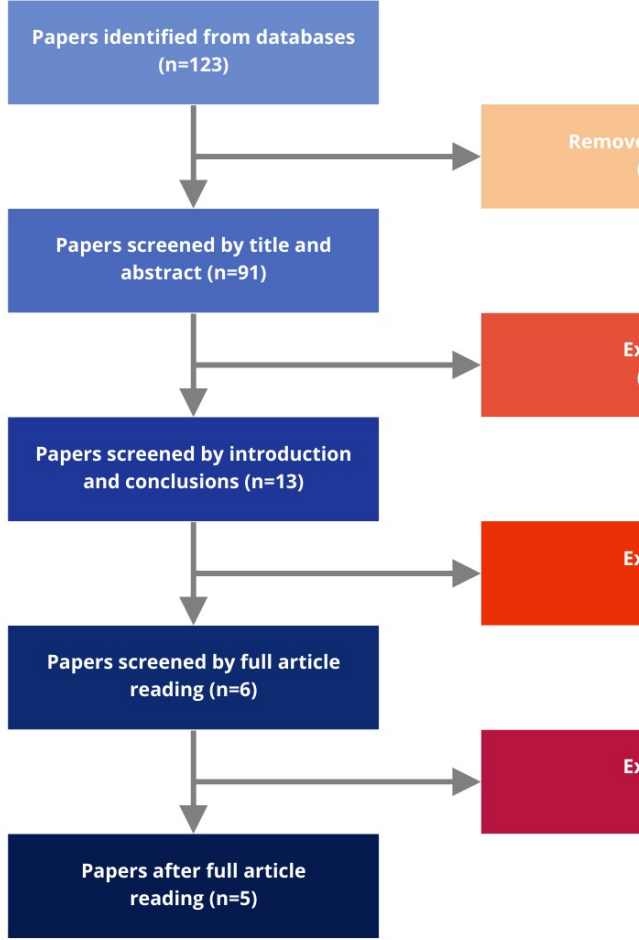 Papers identified from databases
(n=123)
Papers screened by title and
abstract (n=91)
Papers screened by introduction
and conclusions (n=13)
Papers screened by full article
reading (n=6)
Papers after full article
reading (n=5)